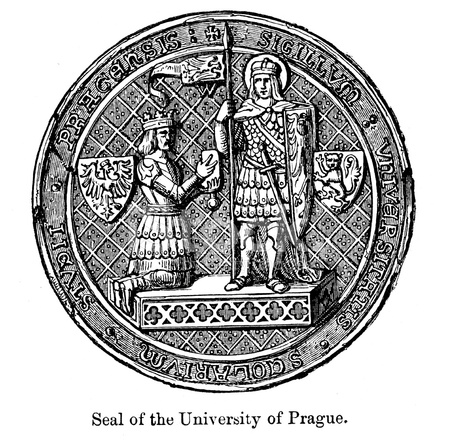 ✠ SIGILLVM · VNIVERSITATIS · SCOLARIVM · STVDII · PRAGENSIS :
Seal of the University of Prague.